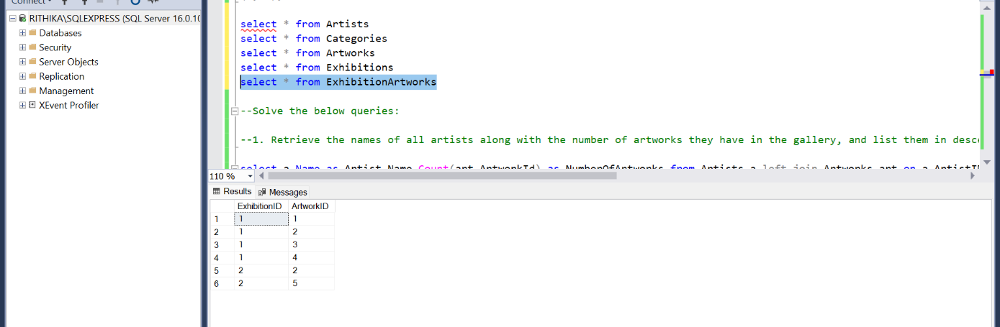 Connect
RITHIKA\SQLEXPRESS (SQL Server 16.0.10
Databases
Security
Server Objects
Replication
Management
XEvent Profiler
select * from Artists
select * from Categories
select * from Artworks
select * from Exhibitions
select * from ExhibitionArtworks
--Solve the below queries:
--1. Retrieve the names of all artists along with the number of artworks they have in the gallery, and list them in desc
select a.Name as Artist_Name,Count(art.ArtworkId) as NumberOfArtworks from Artists a left join Artworks art on a.ArtistI
110 %
Results Messages
ExhibitionID ArtworkID
1 1 1
2 1 2
3 1 3
4 1 4
5 2 2
6 2 5